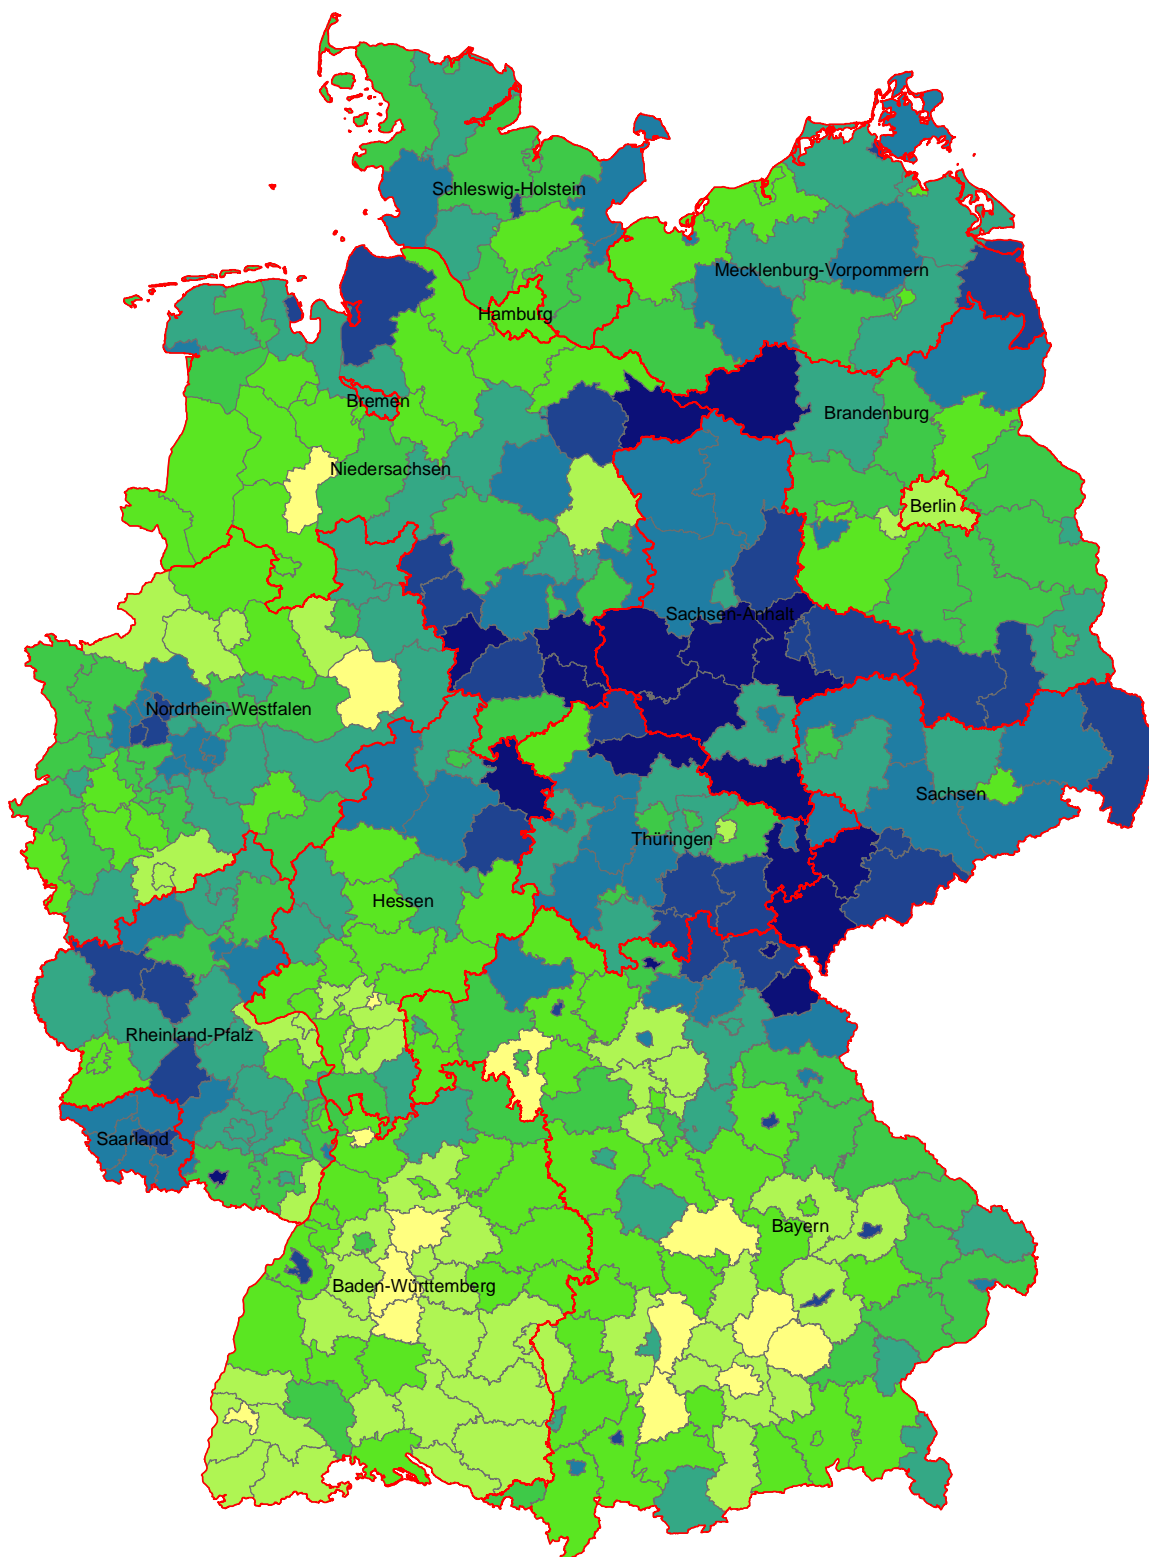 Schleswig-Holstein
Mecklenburg-Vorpommern
Hamburg
Bremen
Brandenburg
Niedersachsen
Berlin
Sachsen-Anhalt
Nordrhein-Westfalen
Sachsen
Thüringen
Hessen
Rheinland-Pfalz
Saarland
Bayern
Baden-Württemberg